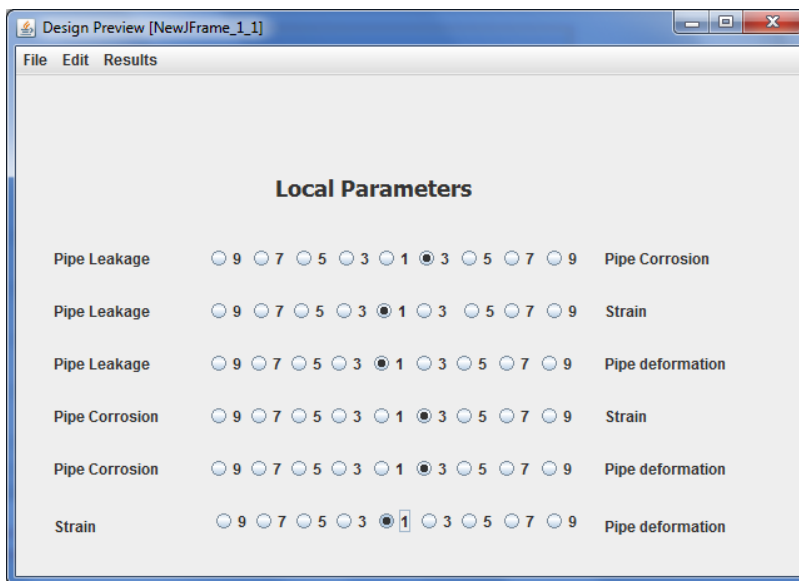 Design Preview [NewJFrame_1_1]
File Edit Results
Local Parameters
Pipe Leakage 9 7 5 3 1 3 5 7 9 Pipe Corrosion
Pipe Leakage 9 7 5 3 1 3 5 7 9 Strain
Pipe Leakage 9 7 5 3 1 3 5 7 9 Pipe deformation
Pipe Corrosion 9 7 5 3 1 3 5 7 9 Strain
Pipe Corrosion 9 7 5 3 1 3 5 7 9 Pipe deformation
Strain 9 7 5 3 1 3 5 7 9 Pipe deformation